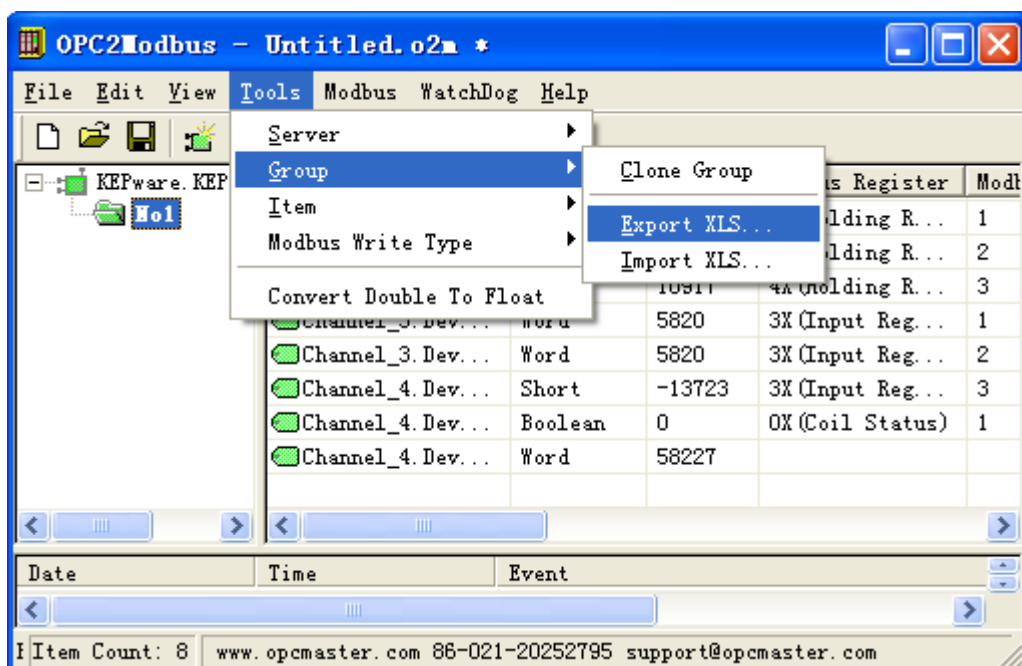 OPC2Modbus - Untitled.o2m *
File Edit View Tools Modbus WatchDog Help
Server
Group
Item
Modbus Write Type
Convert Double To Float
Clone Group
Export XLS...
Import XLS...
KEPware.KEP
No1
us Register Modb
lding R... 1
lding R... 2
10917 4X(Holding R... 3
Channel_3.Dev... Word 5820 3X(Input Reg... 1
Channel_3.Dev... Word 5820 3X(Input Reg... 2
Channel_4.Dev... Short -13723 3X(Input Reg... 3
Channel_4.Dev... Boolean 0 0X(Coil Status) 1
Channel_4.Dev... Word 58227
Date Time Event
Item Count: 8 www.opcmaster.com 86-021-20252795 support@opcmaster.com